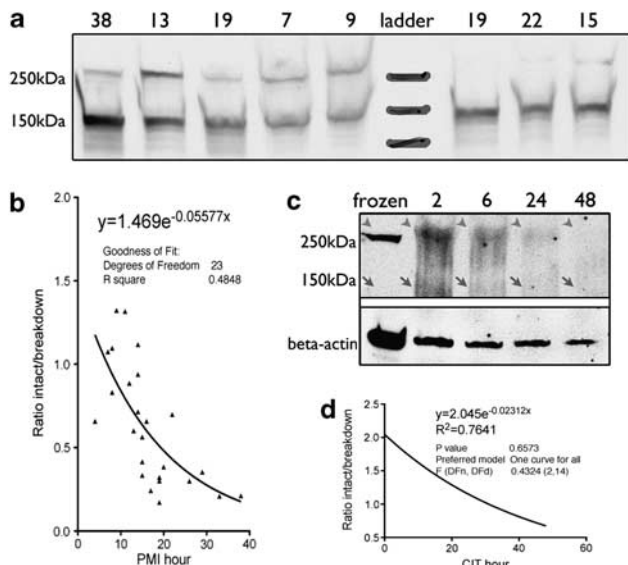 a
38 13 19 7 9 ladder 19 22 15
250kDa
150kDa
b
y=1.469e-0.05577x
Goodness of Fit:
Degrees of Freedom 23
R square 0.4848
Ratio intact/breakdown
2.0
1.5
1.0
0.5
0.0
0 10 20 30 40
PMI hour
c
frozen 2 6 24 48
250kDa
150kDa
beta-actin
d
y=2.045e-0.02312x
R2=0.7641
P value 0.6573
Preferred model One curve for all
F (DFn, DFd) 0.4324 (2,14)
Ratio intact/breakdown
2.5
2.0
1.5
1.0
0.5
0 20 40 60
CIT hour